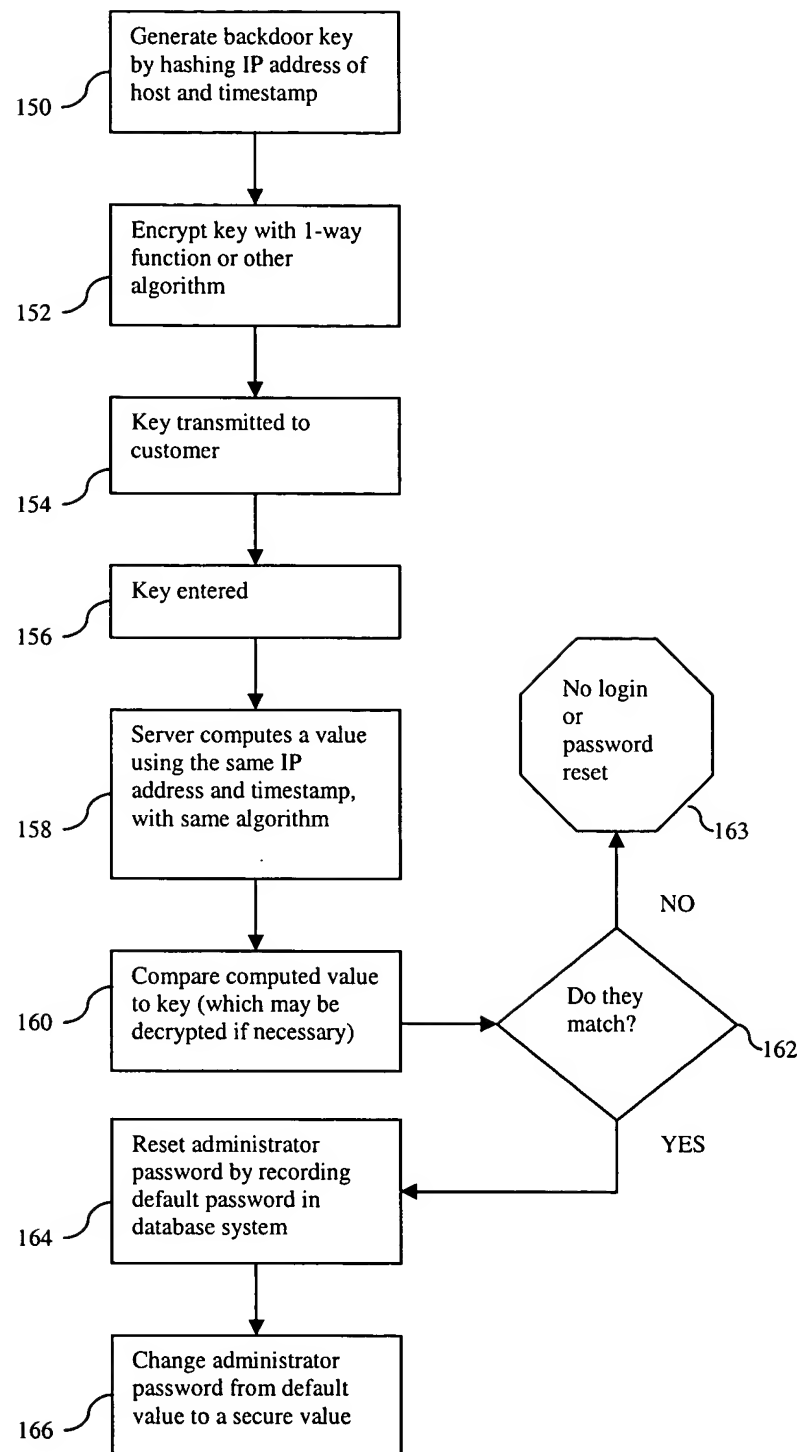 Generate backdoor key
by hashing IP address of
host and timestamp
150
Encrypt key with 1-way
function or other
algorithm
152
Key transmitted to
customer
154
Key entered
156
Server computes a value
using the same IP
address and timestamp,
with same algorithm
158
No login
or
password
reset
163
NO
Compare computed value
to key (which may be
decrypted if necessary)
160
Do they
match?
162
YES
Reset administrator
password by recording
default password in
database system
164
Change administrator
password from default
value to a secure value
166